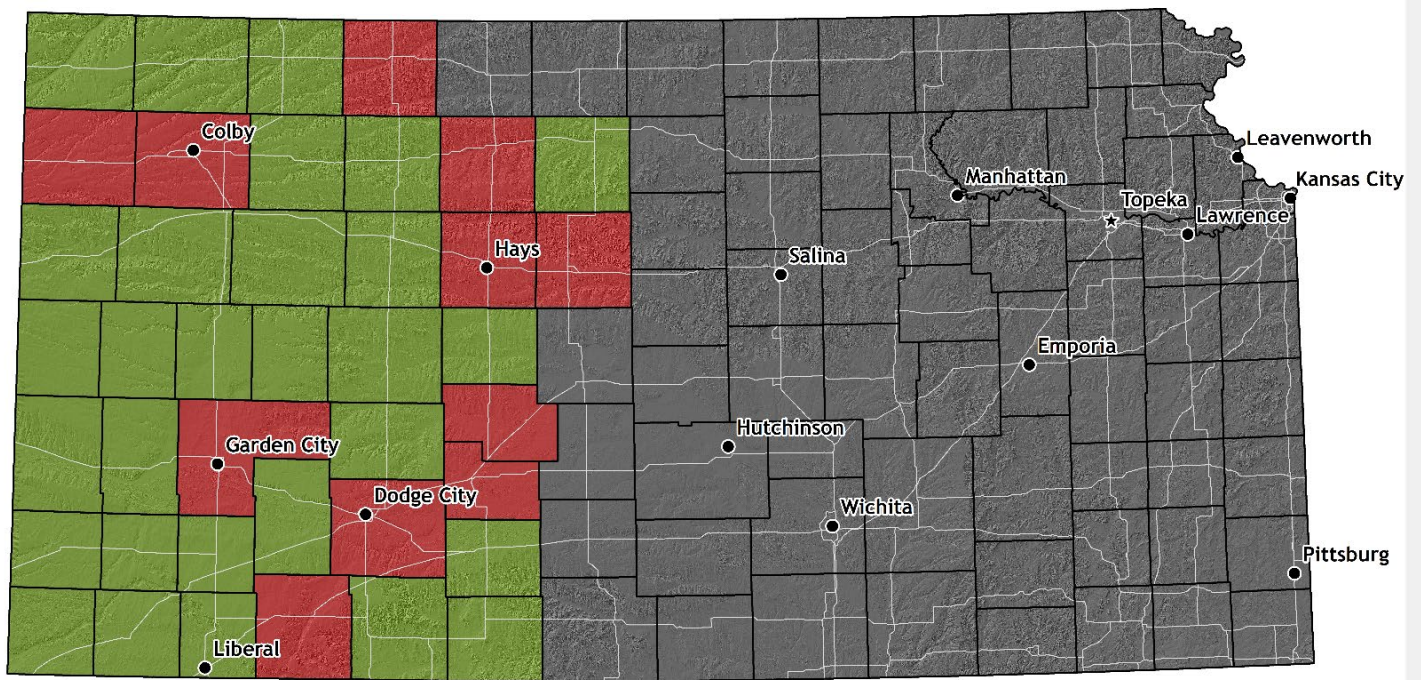 Colby
Leavenworth
Manhattan
Kansas City
Topeka
Lawrence
Hays
Salina
Emporia
Garden City
Hutchinson
Dodge City
Wichita
Pittsburg
Liberal